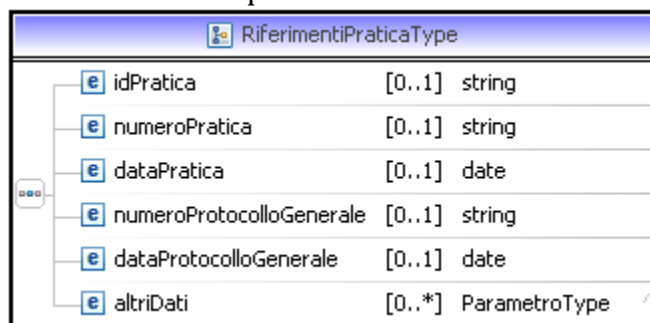 RiferimentiPraticaType
e idPratica [0..1] string
e numeroPratica [0..1] string
e dataPratica [0..1] date
e numeroProtocolloGenerale [0..1] string
e dataProtocolloGenerale [0..1] date
e altriDati [0..*] ParametroType